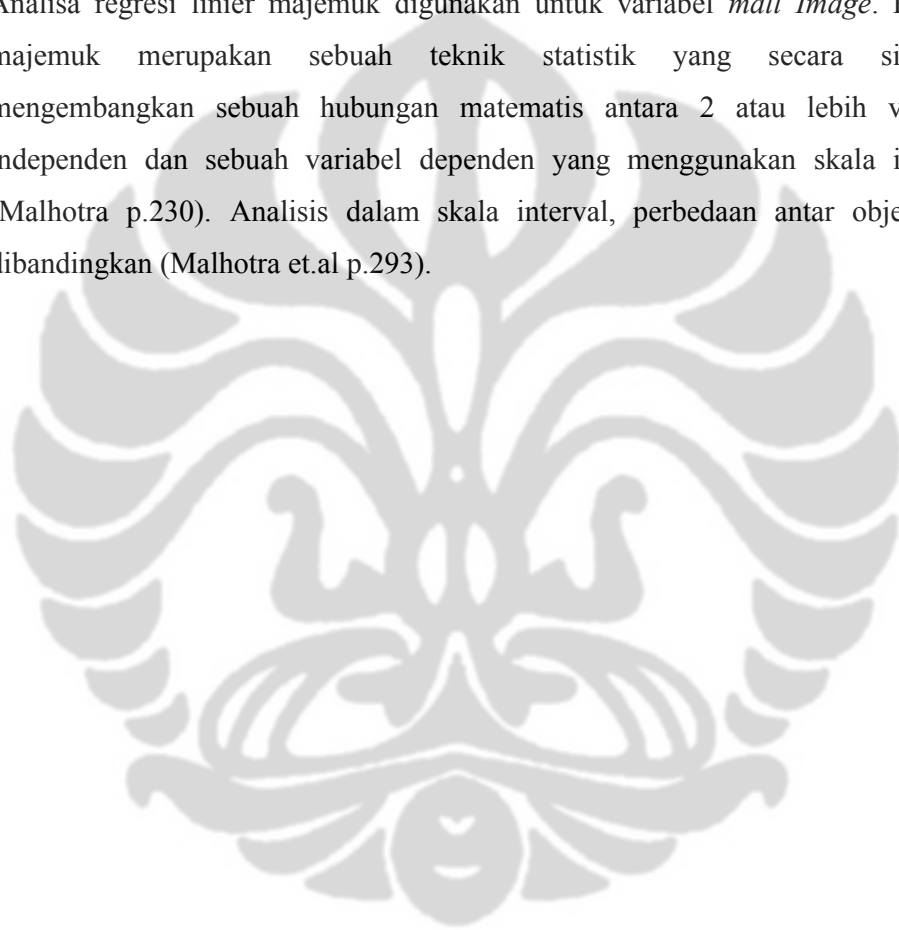 Analisa regresi linier majemuk digunakan untuk variabel mall Image.
majemuk merupakan sebuah teknik statistik yang secara
mengembangkan sebuah hubungan matematis antara 2 atau lebih
independen dan sebuah variabel dependen yang menggunakan skala
(Malhotra p.230). Analisis dalam skala interval, perbedaan antar
dibandingkan (Malhotra et.al p.293).